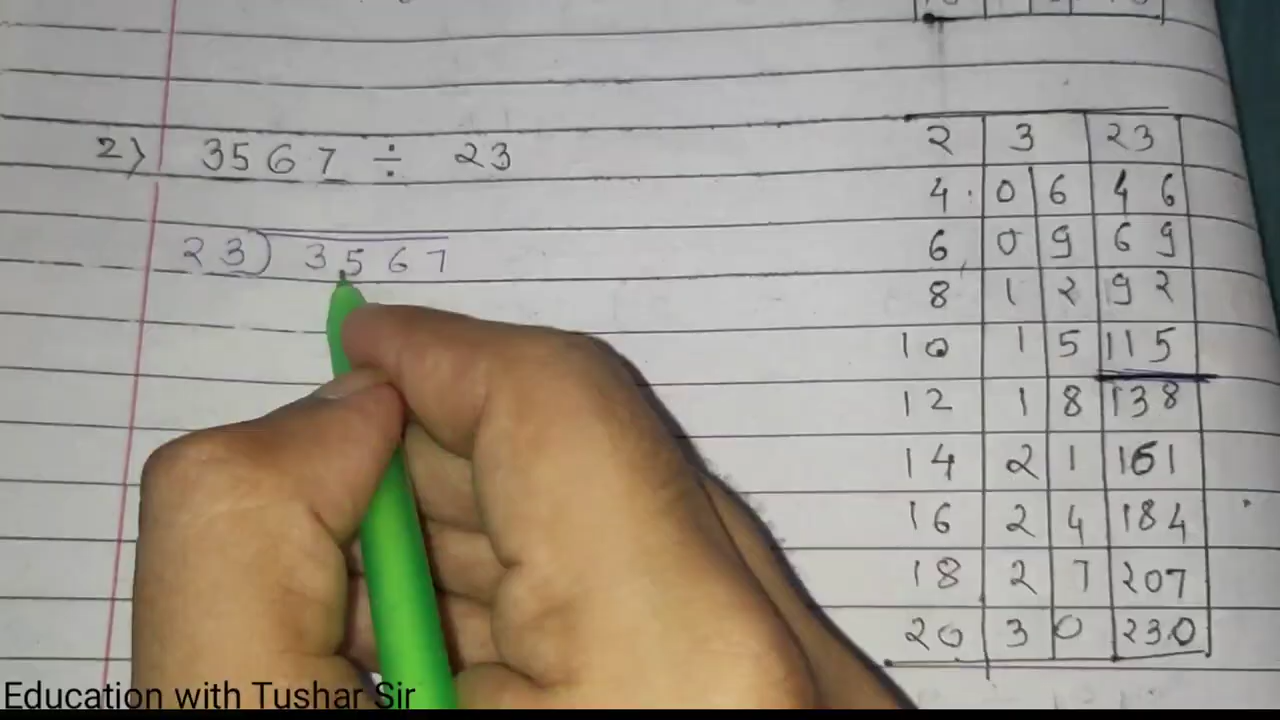 2) 3567 ÷ 23
23) 3567
2 3 23
4 0 6 46
6 0 9 69
8 1 2 92
10 1 5 115
12 1 8 138
14 2 1 161
16 2 4 184
18 2 7 207
20 3 0 230
Education with Tushar Sir